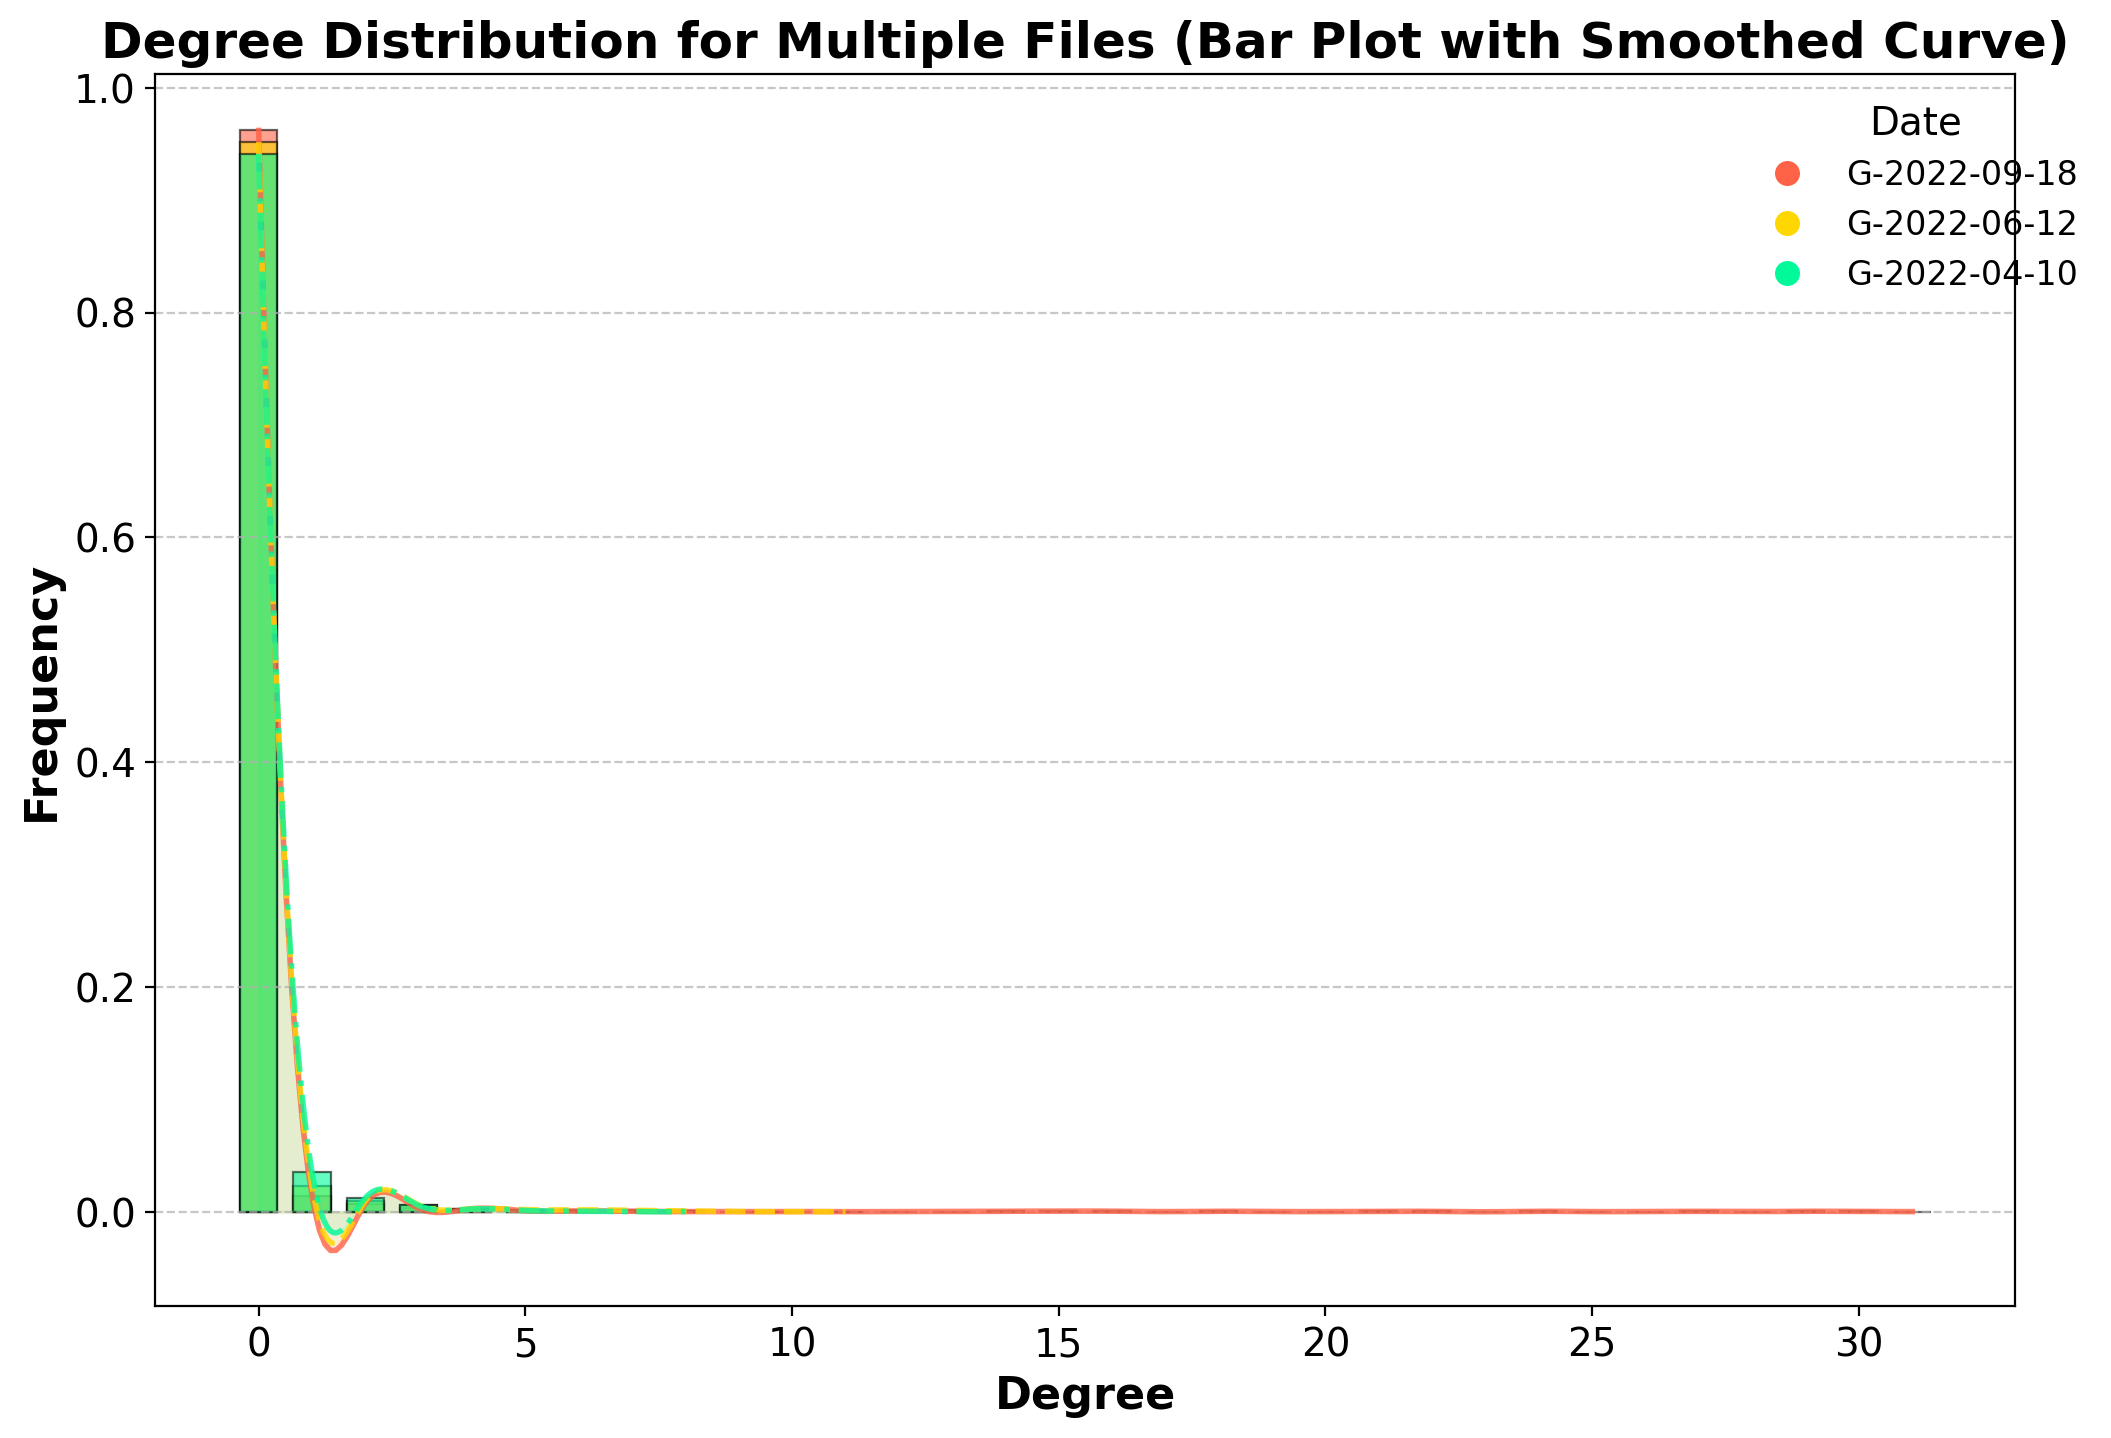 Degree Distribution for Multiple Files (Bar Plot with Smoothed Curve)
1.0
0.8
0.6
0.4
0.2
0.0
Frequency
Date
G-2022-09-18
G-2022-06-12
G-2022-04-10
0 5 10 15 20 25 30
Degree